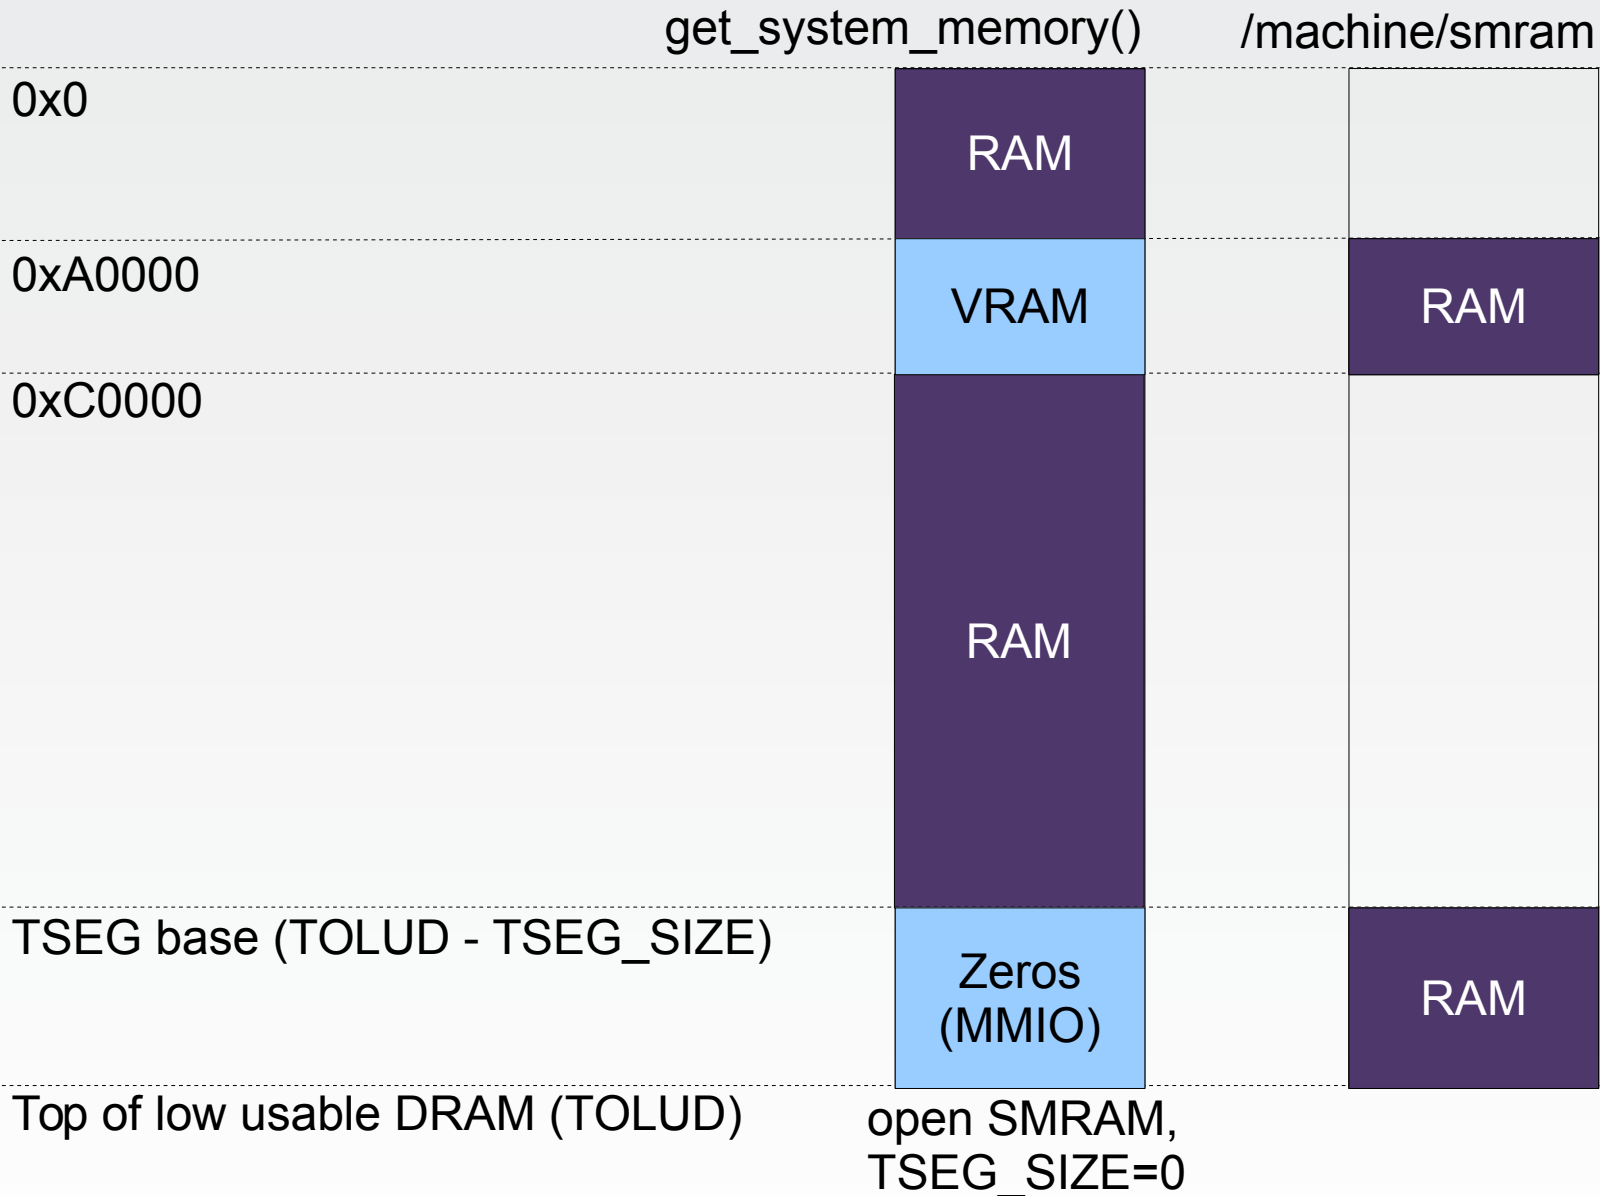 get_system_memory() /machine/smram
0x0
RAM
0xA0000
VRAM RAM
0xC0000
RAM
TSEG base (TOLUD - TSEG_SIZE)
Zeros
(MMIO)
RAM
Top of low usable DRAM (TOLUD)
open SMRAM,
TSEG_SIZE=0